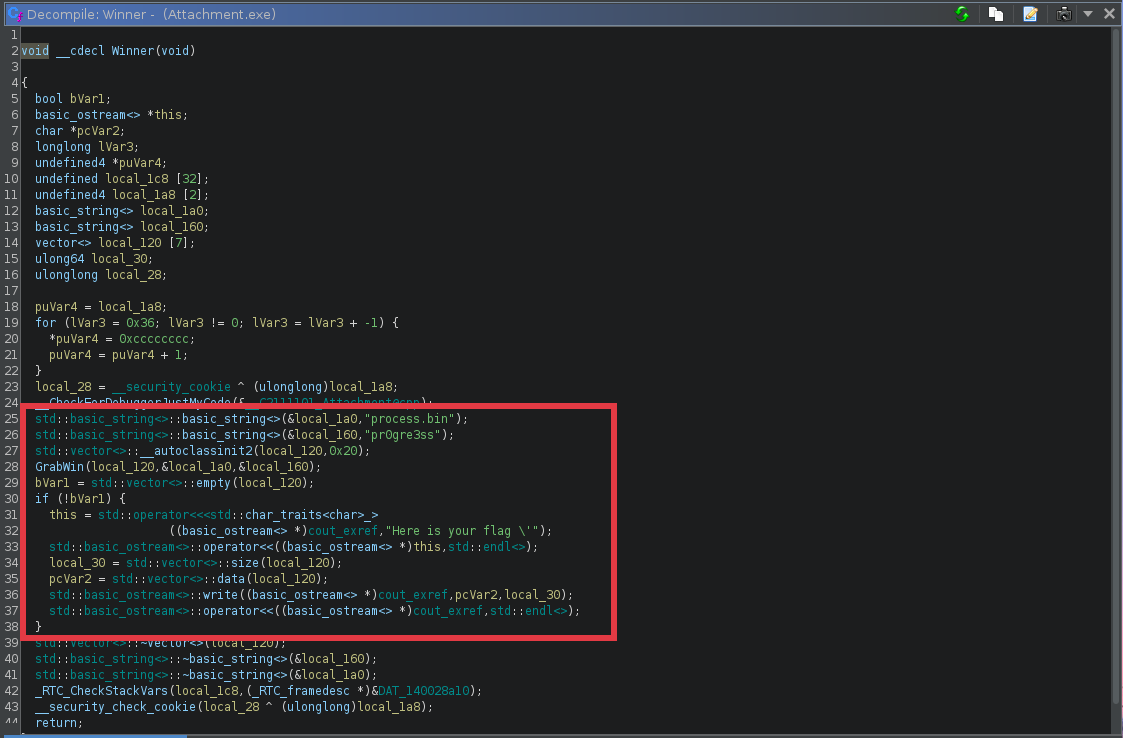 Decompile: Winner - (Attachment.exe)
1
2 void __cdecl Winner(void)
3
4 {
5 bool bVar1;
6 basic_ostream<> *this;
7 char *pcVar2;
8 longlong lVar3;
9 undefined4 *puVar4;
10 undefined local_1c8 [32];
11 undefined4 local_1a8 [2];
12 basic_string<> local_1a0;
13 basic_string<> local_160;
14 vector<> local_120 [7];
15 ulong64 local_30;
16 ulonglong local_28;
17
18 puVar4 = local_1a8;
19 for (lVar3 = 0x36; lVar3 != 0; lVar3 = lVar3 + -1) {
20 *puVar4 = 0xcccccccc;
21 puVar4 = puVar4 + 1;
22 }
23 local_28 = __security_cookie ^ (ulonglong)local_1a8;
24 __CheckForDebuggerJustMyCode(&
25 std::basic_string<>::basic_string<>(&local_1a0,"process.bin");
26 std::basic_string<>::basic_string<>(&local_160,"pr0gre3ss");
27 std::vector<>::__autoclassinit2(local_120,0x20);
28 GrabWin(local_120,&local_1a0,&local_160);
29 bVar1 = std::vector<>::empty(local_120);
30 if (!bVar1) {
31 this = std::operator<<<std::char_traits<char>_>
32 ((basic_ostream<> *)cout_exref,"Here is your flag \'");
33 std::basic_ostream<>::operator<<((basic_ostream<> *)this,std::endl<>);
34 local_30 = std::vector<>::size(local_120);
35 pcVar2 = std::vector<>::data(local_120);
36 std::basic_ostream<>::write((basic_ostream<> *)cout_exref,pcVar2,local_30);
37 std::basic_ostream<>::operator<<((basic_ostream<> *)cout_exref,std::endl<>);
38 }
39 std::vector<>::~vector<>(local_120);
40 std::basic_string<>::~basic_string<>(&local_160);
41 std::basic_string<>::~basic_string<>(&local_1a0);
42 _RTC_CheckStackVars(local_1c8,(_RTC_framedesc *)&DAT_140028a10);
43 __security_check_cookie(local_28 ^ (ulonglong)local_1a8);
44 return;